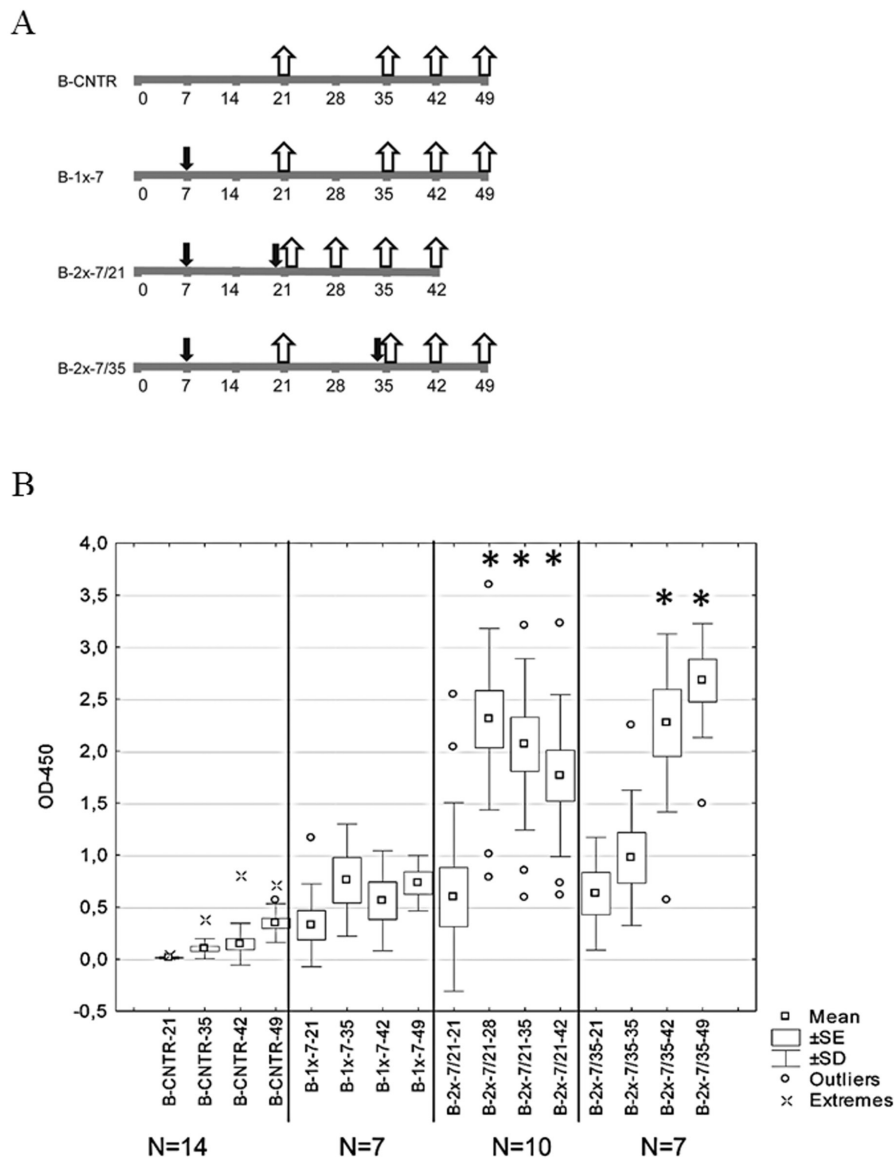 A
B-CNTR
0 7 14 21 28 35 42 49
B-1x-7
0 7 14 21 28 35 42 49
B-2x-7/21
0 7 14 21 28 35 42
B-2x-7/35
0 7 14 21 28 35 42 49
B
4,0
3,5
3,0
2,5
2,0
1,5
1,0
0,5
0,0
-0,5
OD-450
* * *
* *
B-CNTR-21
B-CNTR-35
B-CNTR-42
B-CNTR-49
B-1x-7-21
B-1x-7-35
B-1x-7-42
B-1x-7-49
B-2x-7/21-21
B-2x-7/21-28
B-2x-7/21-35
B-2x-7/21-42
B-2x-7/35-21
B-2x-7/35-35
B-2x-7/35-42
B-2x-7/35-49
Mean
±SE
±SD
Outliers
Extremes
N=14 N=7 N=10 N=7